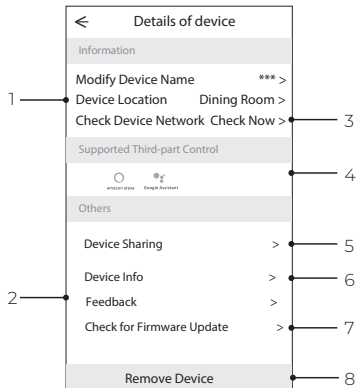 ← Details of device
Information
Modify Device Name *** >
1 Device Location Dining Room >
Check Device Network Check Now > 3
Supported Third-part Control
4
amazon alexa Google Assistant
Others
Device Sharing > 5
Device Info > 6
2 Feedback >
Check for Firmware Update > 7
Remove Device 8